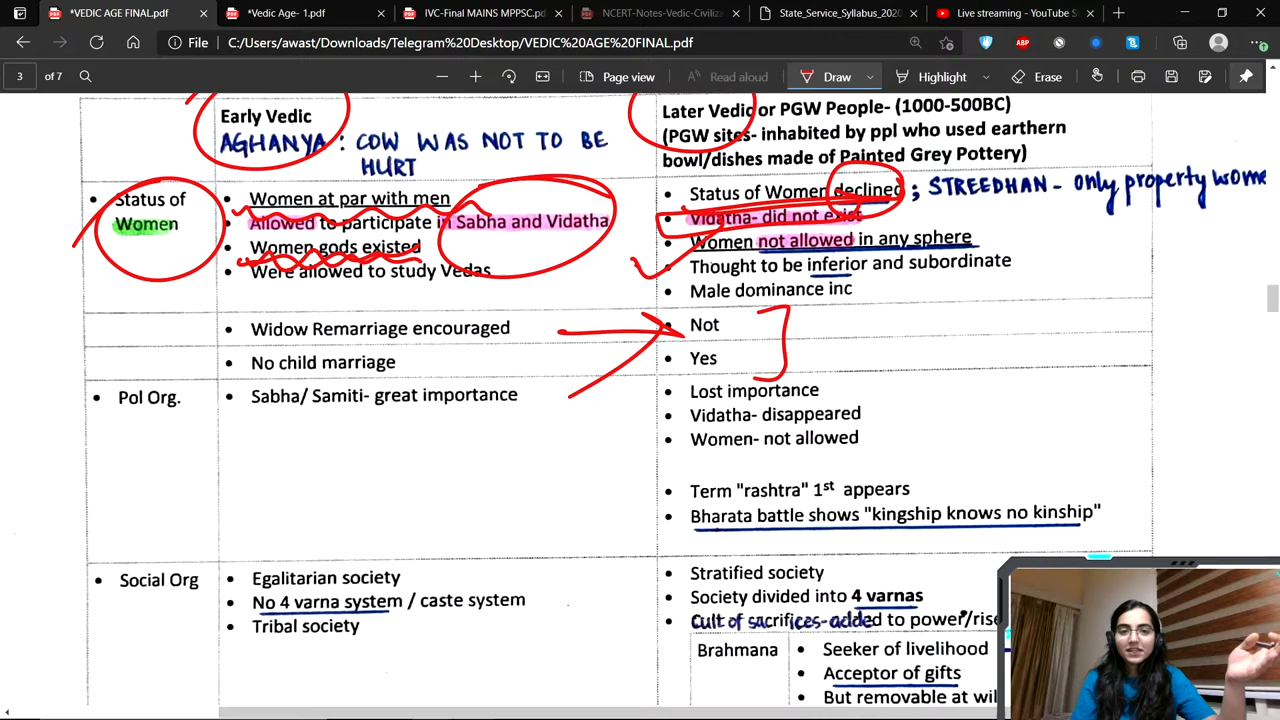 *VEDIC AGE FINAL.pdf
*Vedic Age- 1.pdf
IVC-Final MAINS MPPSC.pdf
NCERT-Notes-Vedic-Civiliza
State_Service_Syllabus_2020
Live streaming - YouTube S
File
C:/Users/awast/Downloads/Telegram%20Desktop/VEDIC%20AGE%20FINAL.pdf
ABP
3 of 7
Page view
Read aloud
Draw
Highlight
Erase
Early Vedic
AGHANYA : COW WAS NOT TO BE
HURT
Later Vedic or PGW People- (1000-500BC)
(PGW sites- inhabited by ppl who used earthern
bowl/dishes made of Painted Grey Pottery)
• Status of
Women
• Women at par with men
• Allowed to participate in Sabha and Vidatha
• Women gods existed
• Were allowed to study Vedas
• Status of Women declined ; STREEDHAN - only property wome
• Vidatha- did not exist
• Women not allowed in any sphere
• Thought to be inferior and subordinate
• Male dominance inc
• Widow Remarriage encouraged
• Not
• No child marriage
• Yes
• Pol Org.
• Sabha/ Samiti- great importance
• Lost importance
• Vidatha- disappeared
• Women- not allowed
• Term "rashtra" 1st appears
• Bharata battle shows "kingship knows no kinship"
• Social Org
• Egalitarian society
• No 4 varna system / caste system
• Tribal society
• Stratified society
• Society divided into 4 varnas
• Cult of sacrifices-added to power/rise
Brahmana
• Seeker of livelihood
• Acceptor of gifts
• But removable at wil